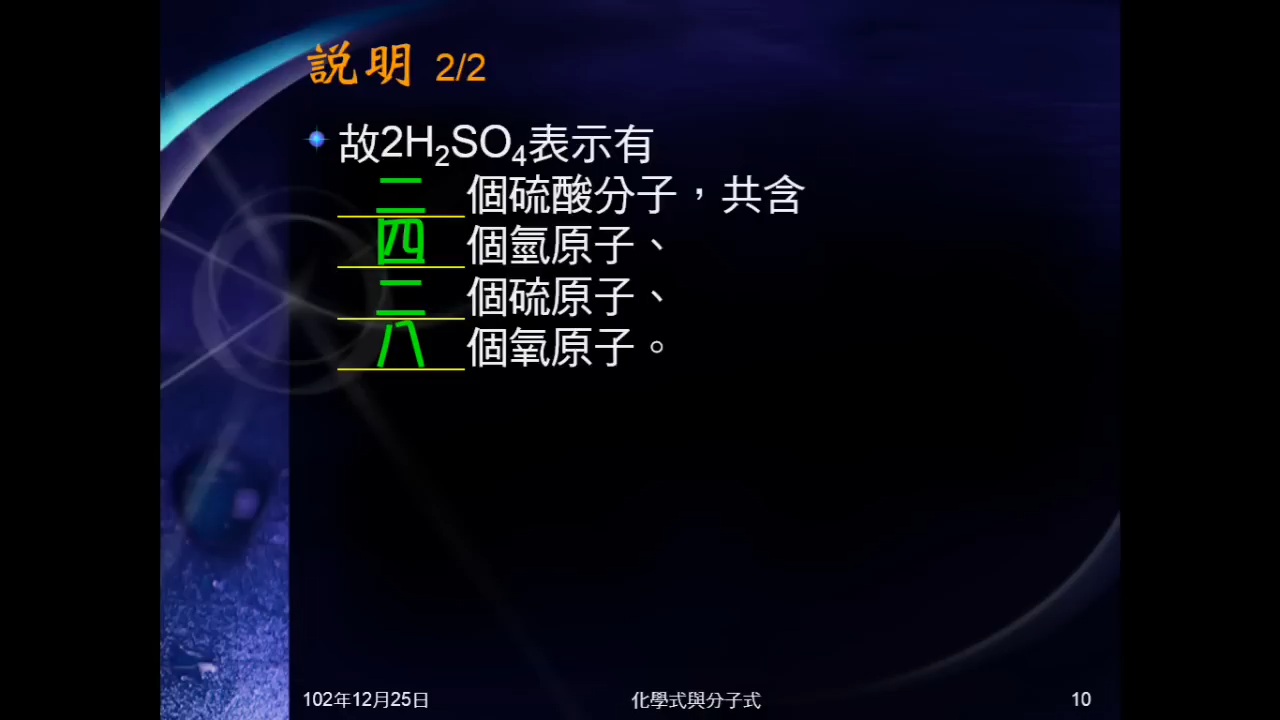 説明 2/2
故2H₂SO₄表示有
二個硫酸分子，共含
四個氫原子、
二個硫原子、
八個氧原子。
102年12月25日 化學式與分子式 10